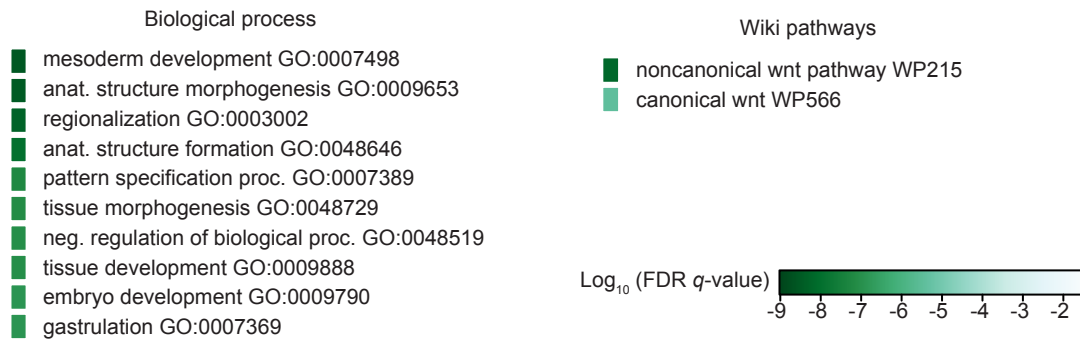 Biological process
mesoderm development GO:0007498
anat. structure morphogenesis GO:0009653
regionalization GO:0003002
anat. structure formation GO:0048646
pattern specification proc. GO:0007389
tissue morphogenesis GO:0048729
neg. regulation of biological proc. GO:0048519
tissue development GO:0009888
embryo development GO:0009790
gastrulation GO:0007369
Wiki pathways
noncanonical wnt pathway WP215
canonical wnt WP566
Log10 (FDR q-value)
-9 -8 -7 -6 -5 -4 -3 -2